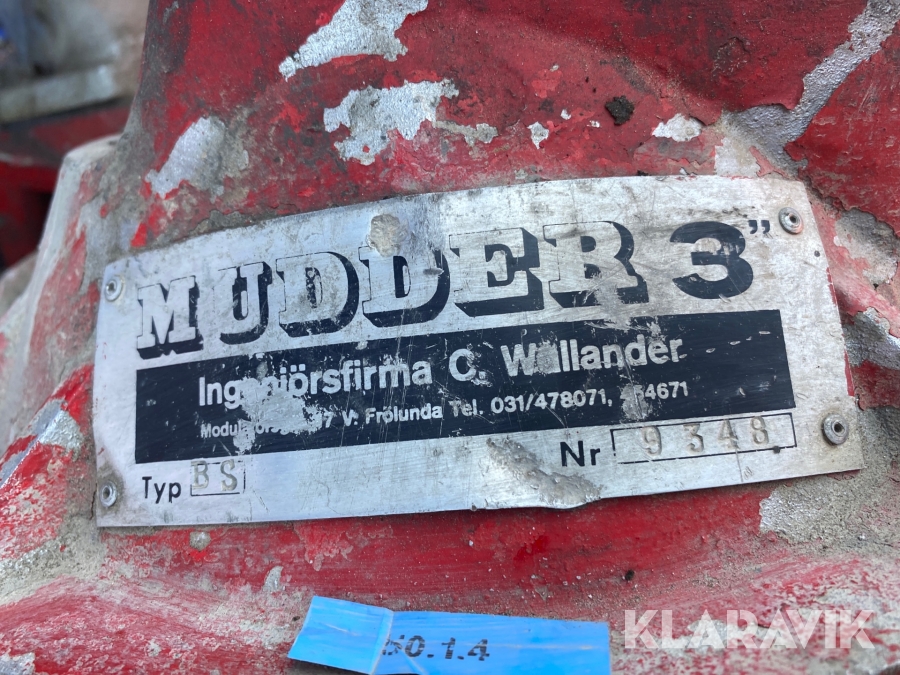 MUDDER 3"
Ingenjörsfirma C. Wallander
V. Frölunda Tel. 031/478071,
Typ BS
Nr 9348
50.1.4
KLARAVIK